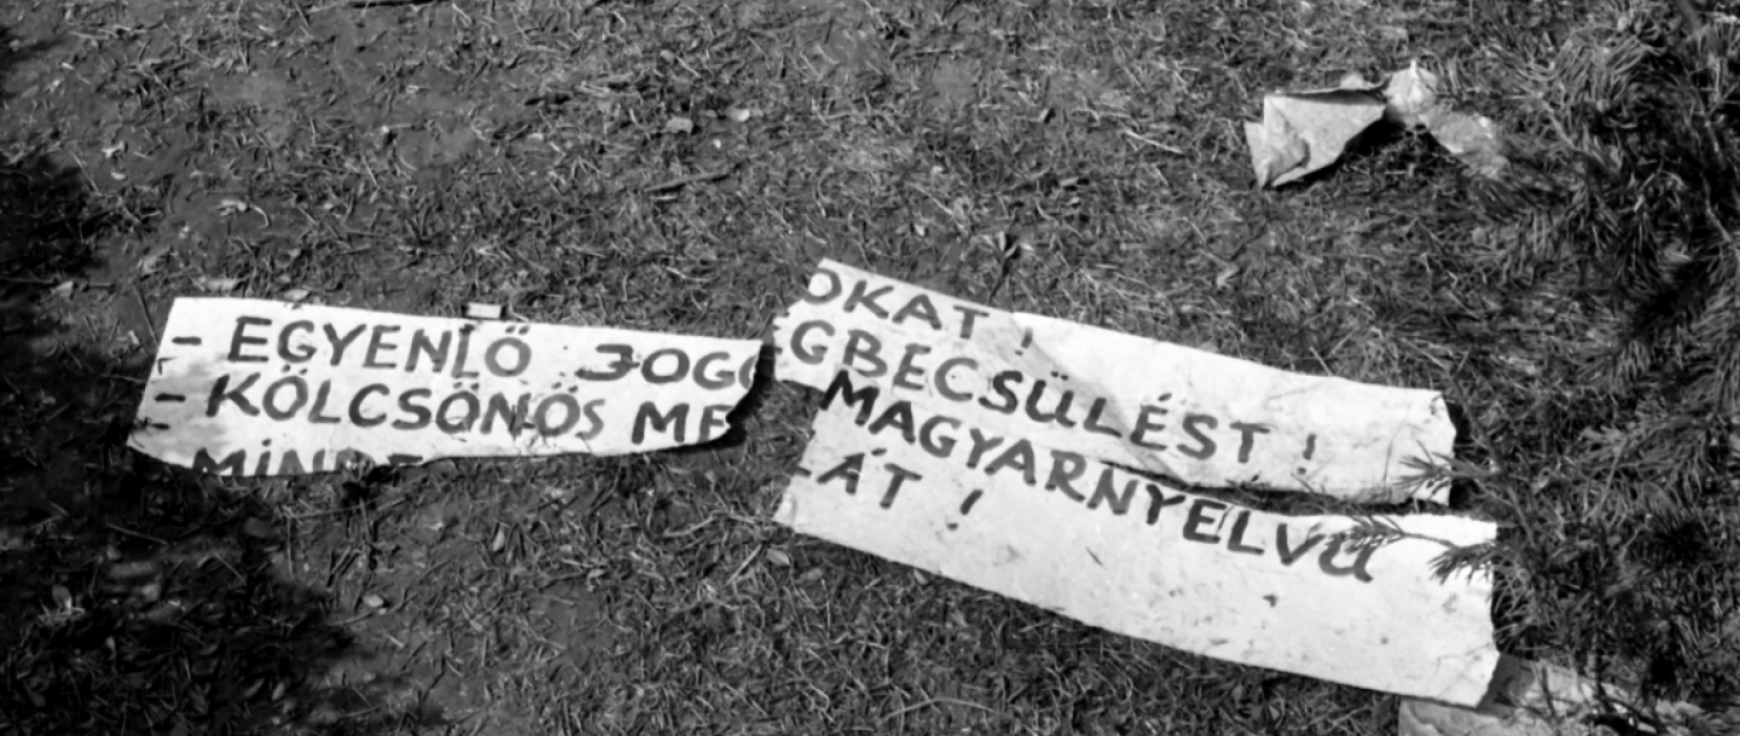 - EGYENLŐ JOGOKAT !
- KÖLCSÖNÖS MEGBECSÜLÉST !
MAGYARNYELVŰ
ÁT !